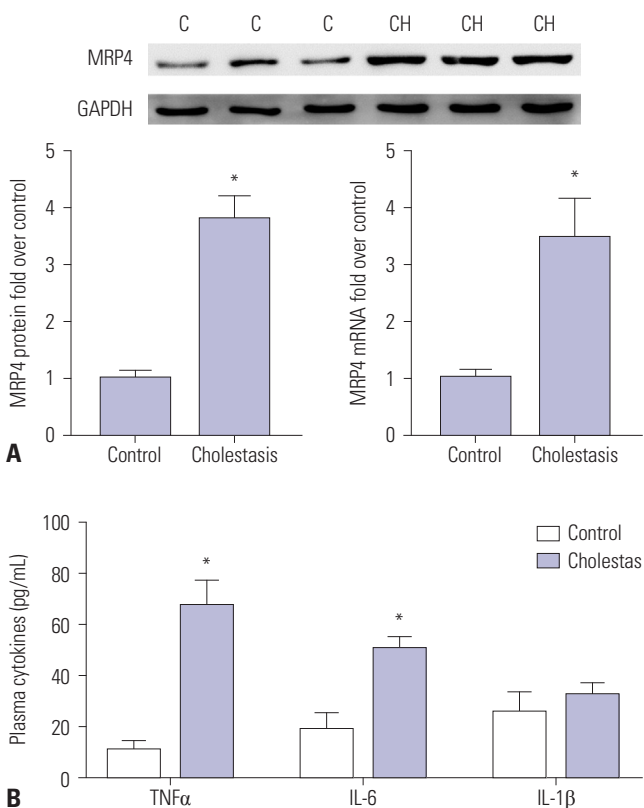 C C C CH CH CH
MRP4
GAPDH
MRP4 protein fold over control
5
4
3
2
1
0
*
Control Cholestasis
MRP4 mRNA fold over control
5
4
3
2
1
0
*
Control Cholestasis
A
Plasma cytokines (pg/mL)
100
80
60
40
20
0
*
*
Control
Cholestas
TNFα IL-6 IL-1β
B